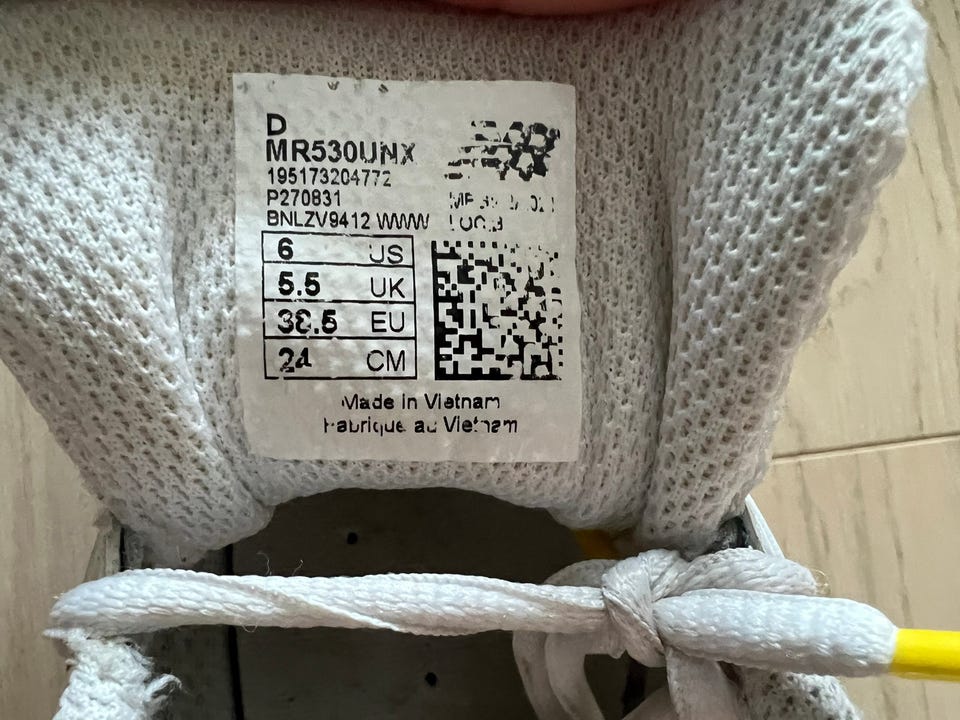 D
MR530UNX
195173204772
P270831
BNLZV9412 WWW
6 US
5.5 UK
38.5 EU
24 CM
Made in Vietnam
Fabrique au Vietnam